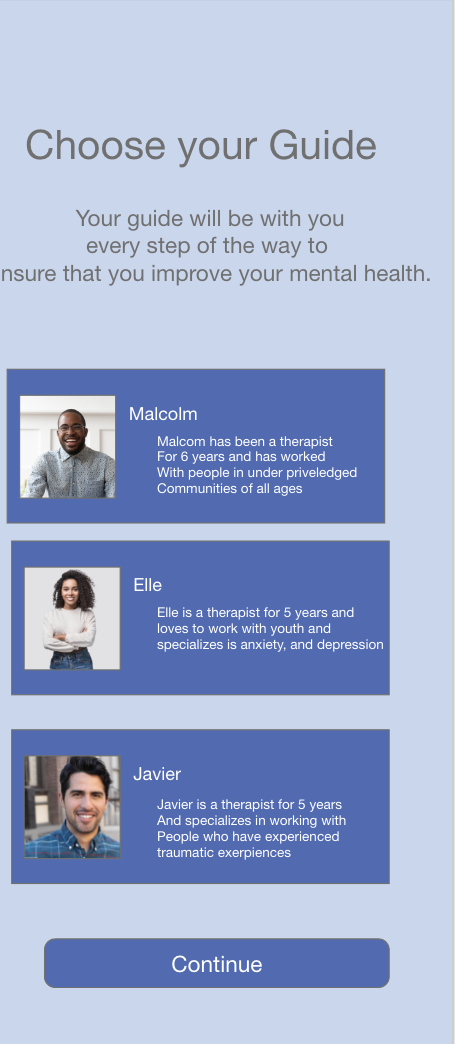 Choose your Guide
Your guide will be with you
every step of the way to
nsure that you improve your mental health.
Malcolm
Malcom has been a therapist
For 6 years and has worked
With people in under priveledged
Communities of all ages
Elle
Elle is a therapist for 5 years and
loves to work with youth and
specializes is anxiety, and depression
Javier
Javier is a therapist for 5 years
And specializes in working with
People who have experienced
traumatic exerpiences
Continue